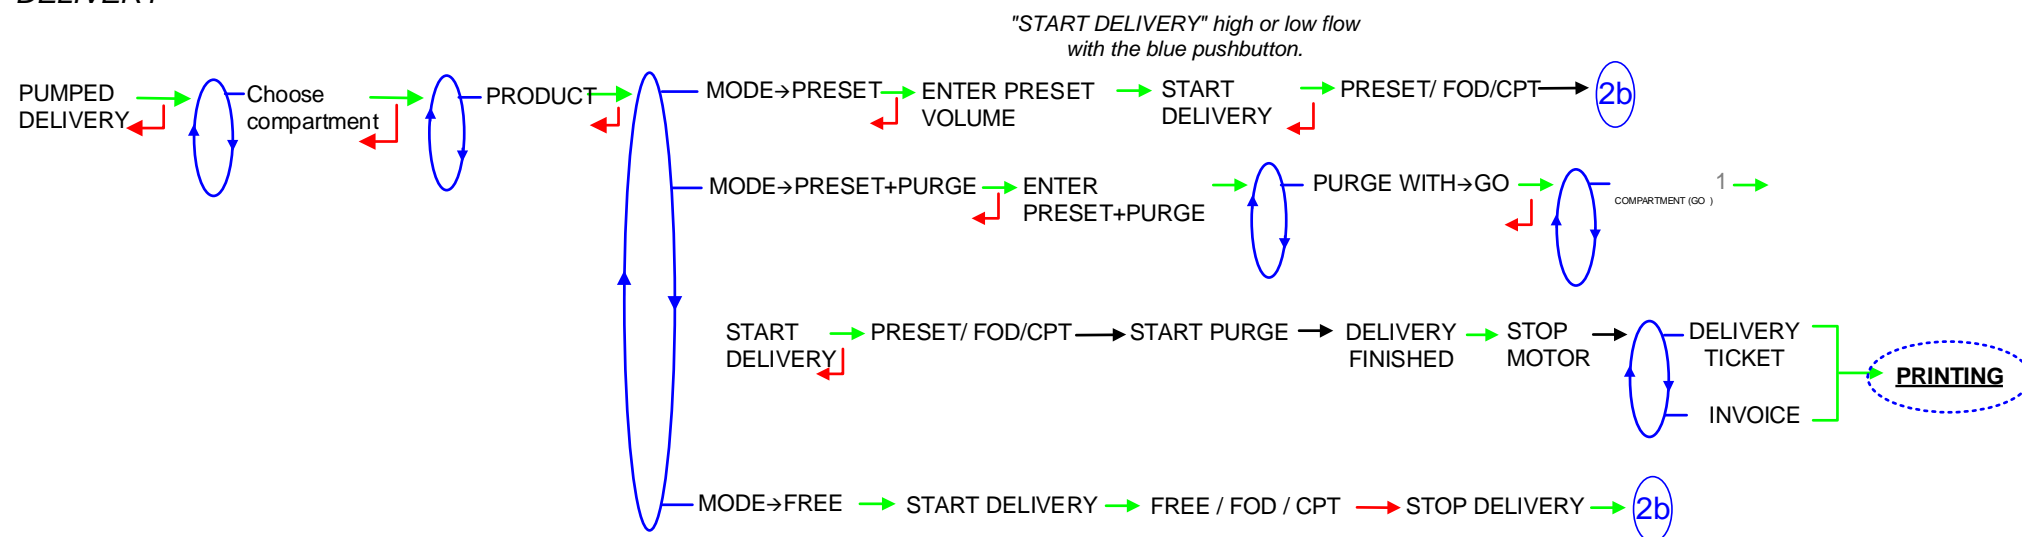 DELIVERY
"START DELIVERY" high or low flow
with the blue pushbutton.
PUMPED
DELIVERY
Choose
compartment
PRODUCT
MODE→PRESET
ENTER PRESET
VOLUME
START
DELIVERY
PRESET/ FOD/CPT
2b
MODE→PRESET+PURGE
ENTER
PRESET+PURGE
PURGE WITH→GO
1
COMPARTMENT (GO )
START
DELIVERY
PRESET/ FOD/CPT
START PURGE
DELIVERY
FINISHED
STOP
MOTOR
DELIVERY
TICKET
INVOICE
PRINTING
MODE→FREE
START DELIVERY
FREE / FOD / CPT
STOP DELIVERY
2b